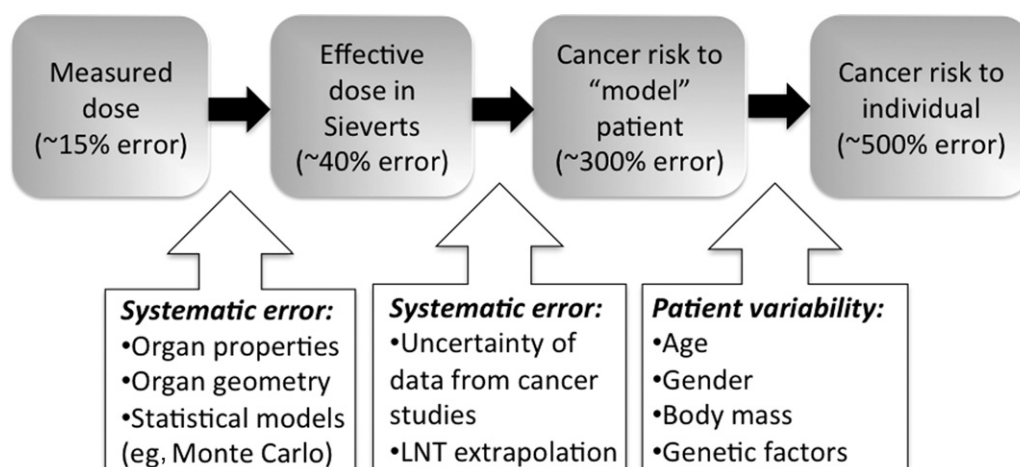 Measured
dose
(~15% error)
Effective
dose in
Sieverts
(~40% error)
Cancer risk to
“model”
patient
(~300% error)
Cancer risk to
individual
(~500% error)
Systematic error:
•Organ properties
•Organ geometry
•Statistical models
(eg, Monte Carlo)
Systematic error:
•Uncertainty of
data from cancer
studies
•LNT extrapolation
Patient variability:
•Age
•Gender
•Body mass
•Genetic factors